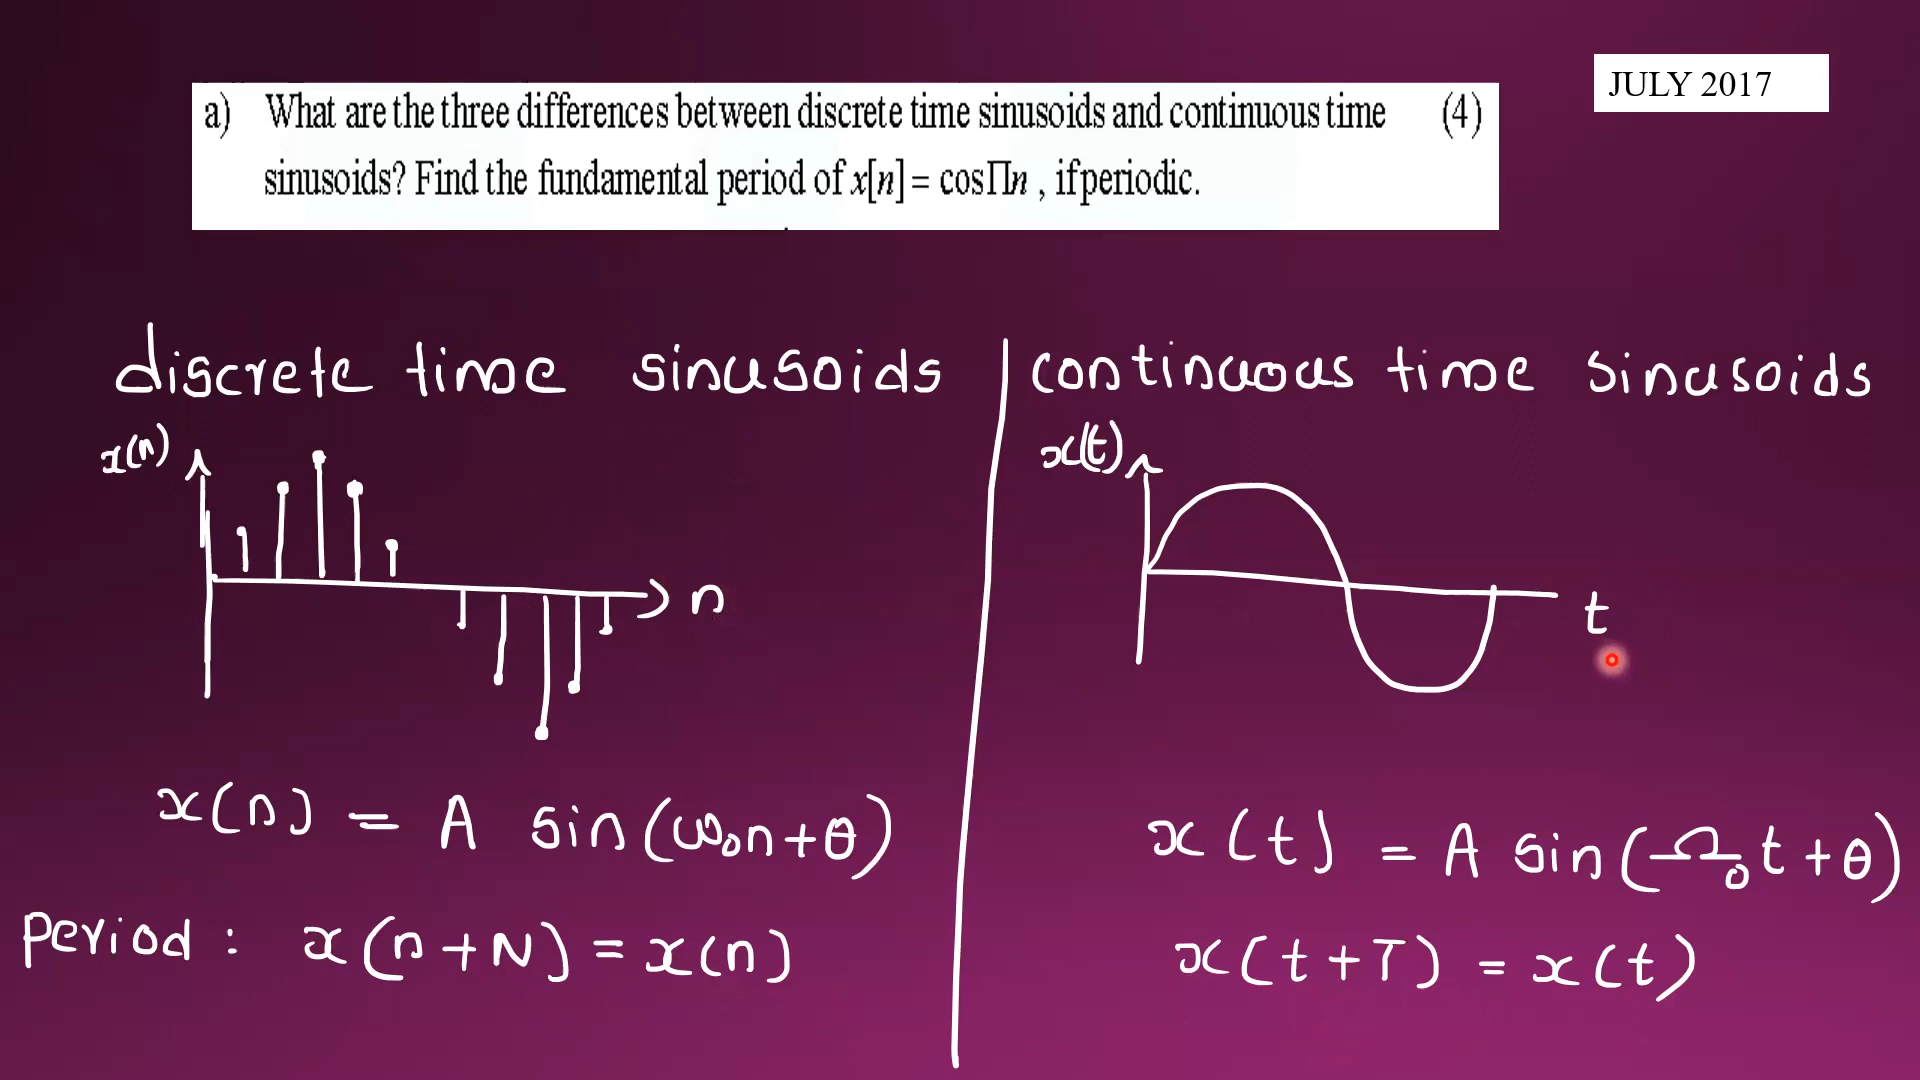 JULY 2017
a) What are the three differences between discrete time sinusoids and continuous time (4)
sinusoids? Find the fundamental period of x[n] = cosΠn , ifperiodic.
discrete time sinusoids
x(n)
n
x(n) = A sin(ω₀n+θ)
period : x(n+N) = x(n)
continuous time sinusoids
x(t)
t
x(t) = A sin(Ω₀t+θ)
x(t+T) = x(t)